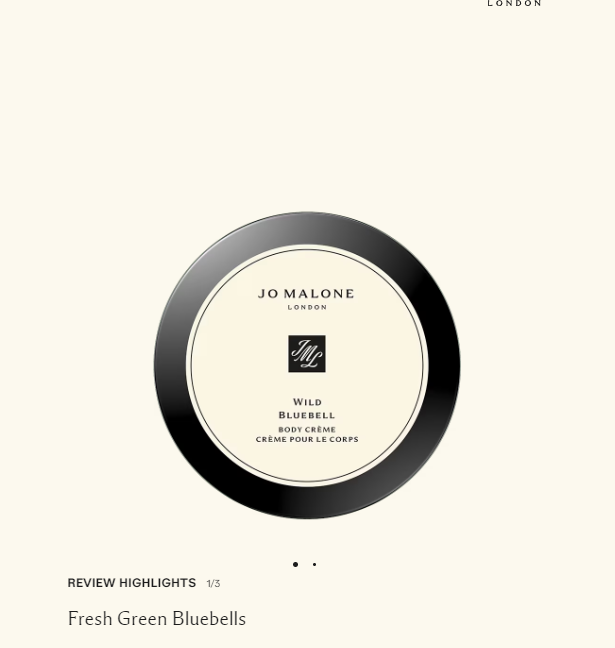 LONDON
JO MALONE
LONDON
JML
WILD
BLUEBELL
BODY CRÈME
CRÈME POUR LE CORPS
REVIEW HIGHLIGHTS 1/3
Fresh Green Bluebells